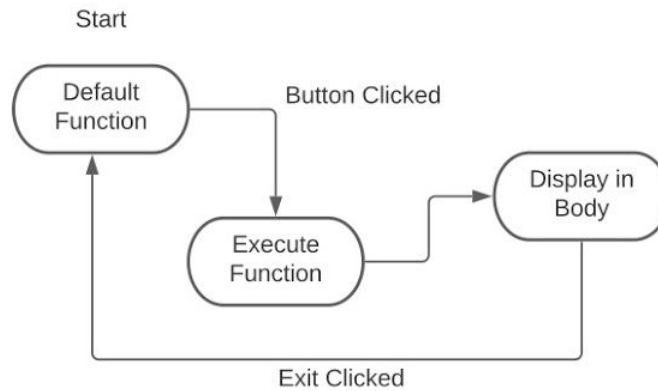 Start
Default
Function
Button Clicked
Display in
Body
Execute
Function
Exit Clicked